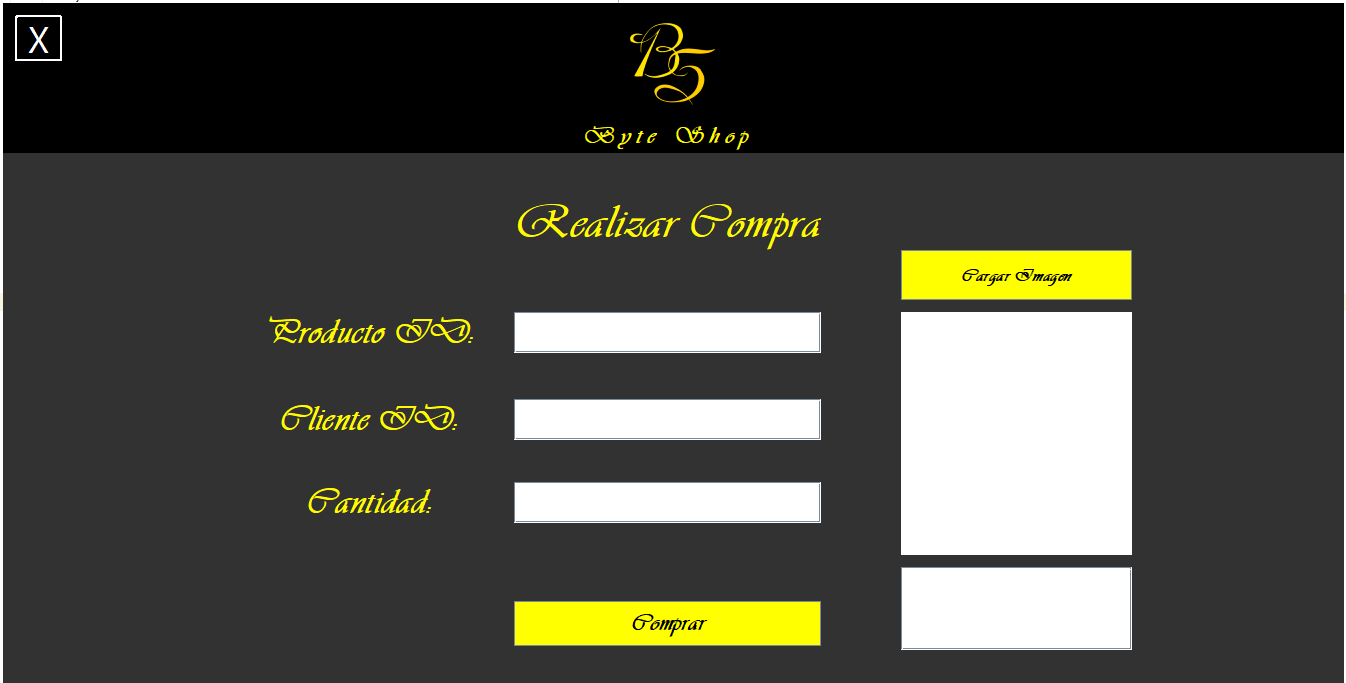 X
BS
Byte Shop
Realizar Compra
Cargar Imagen
Producto ID:
Cliente ID:
Cantidad:
Comprar